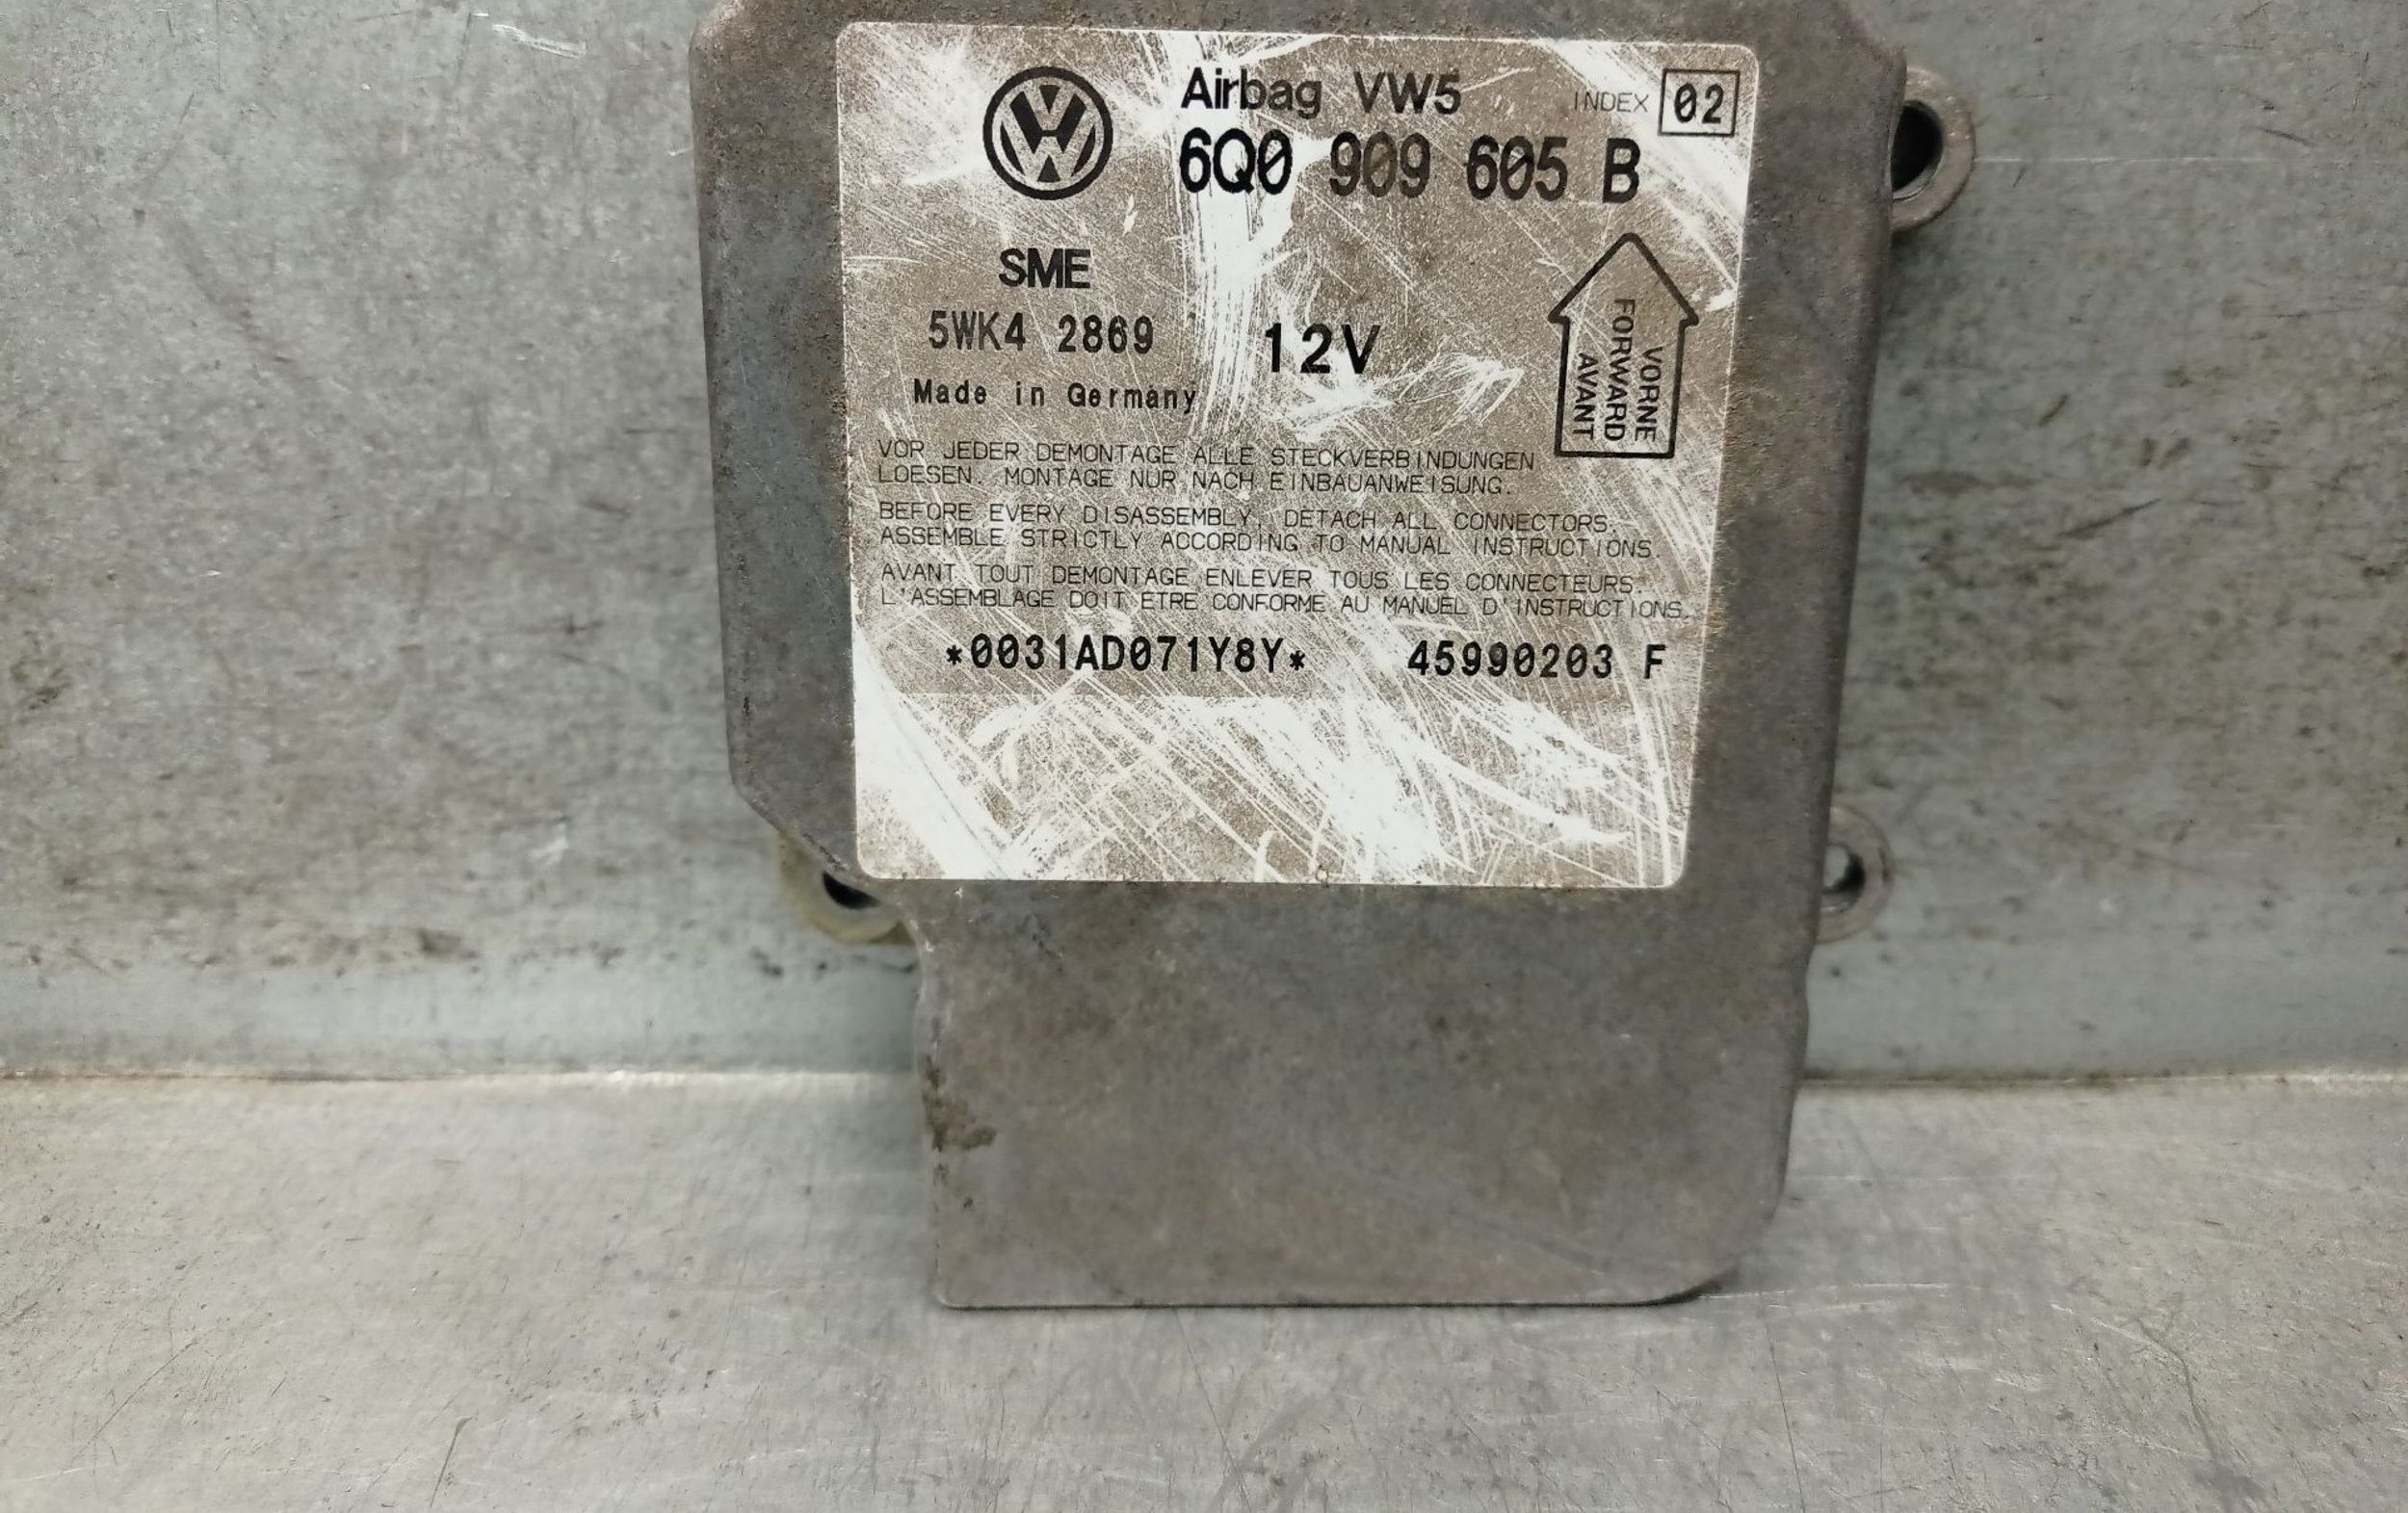 Airbag VW5 INDEX 02
6Q0 909 605 B
SME
5WK4 2869 12V
Made in Germany
VORNE
FORWARD
AVANT
VOR JEDER DEMONTAGE ALLE STECKVERBINDUNGEN
LOESEN. MONTAGE NUR NACH EINBAUANWEISUNG.
BEFORE EVERY DISASSEMBLY, DETACH ALL CONNECTORS.
ASSEMBLE STRICTLY ACCORDING TO MANUAL INSTRUCTIONS.
AVANT TOUT DEMONTAGE ENLEVER TOUS LES CONNECTEURS.
L'ASSEMBLAGE DOIT ETRE CONFORME AU MANUEL D'INSTRUCTIONS.
*0031AD071Y8Y* 45990203 F